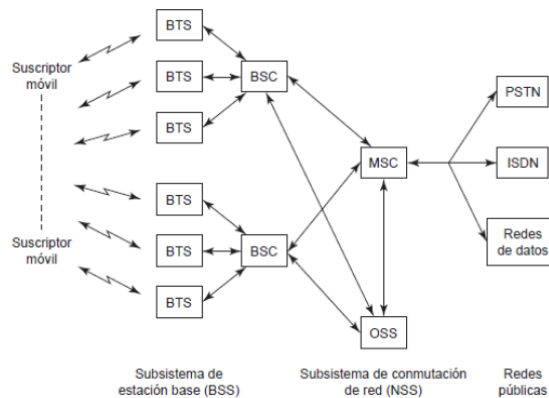 BTS
Suscriptor
móvil
BTS
BSC
PSTN
BTS
MSC
ISDN
BTS
Redes
de datos
Suscriptor
móvil
BTS
BSC
BTS
OSS
Subsistema de
estación base (BSS)
Subsistema de conmutación
de red (NSS)
Redes
públicas